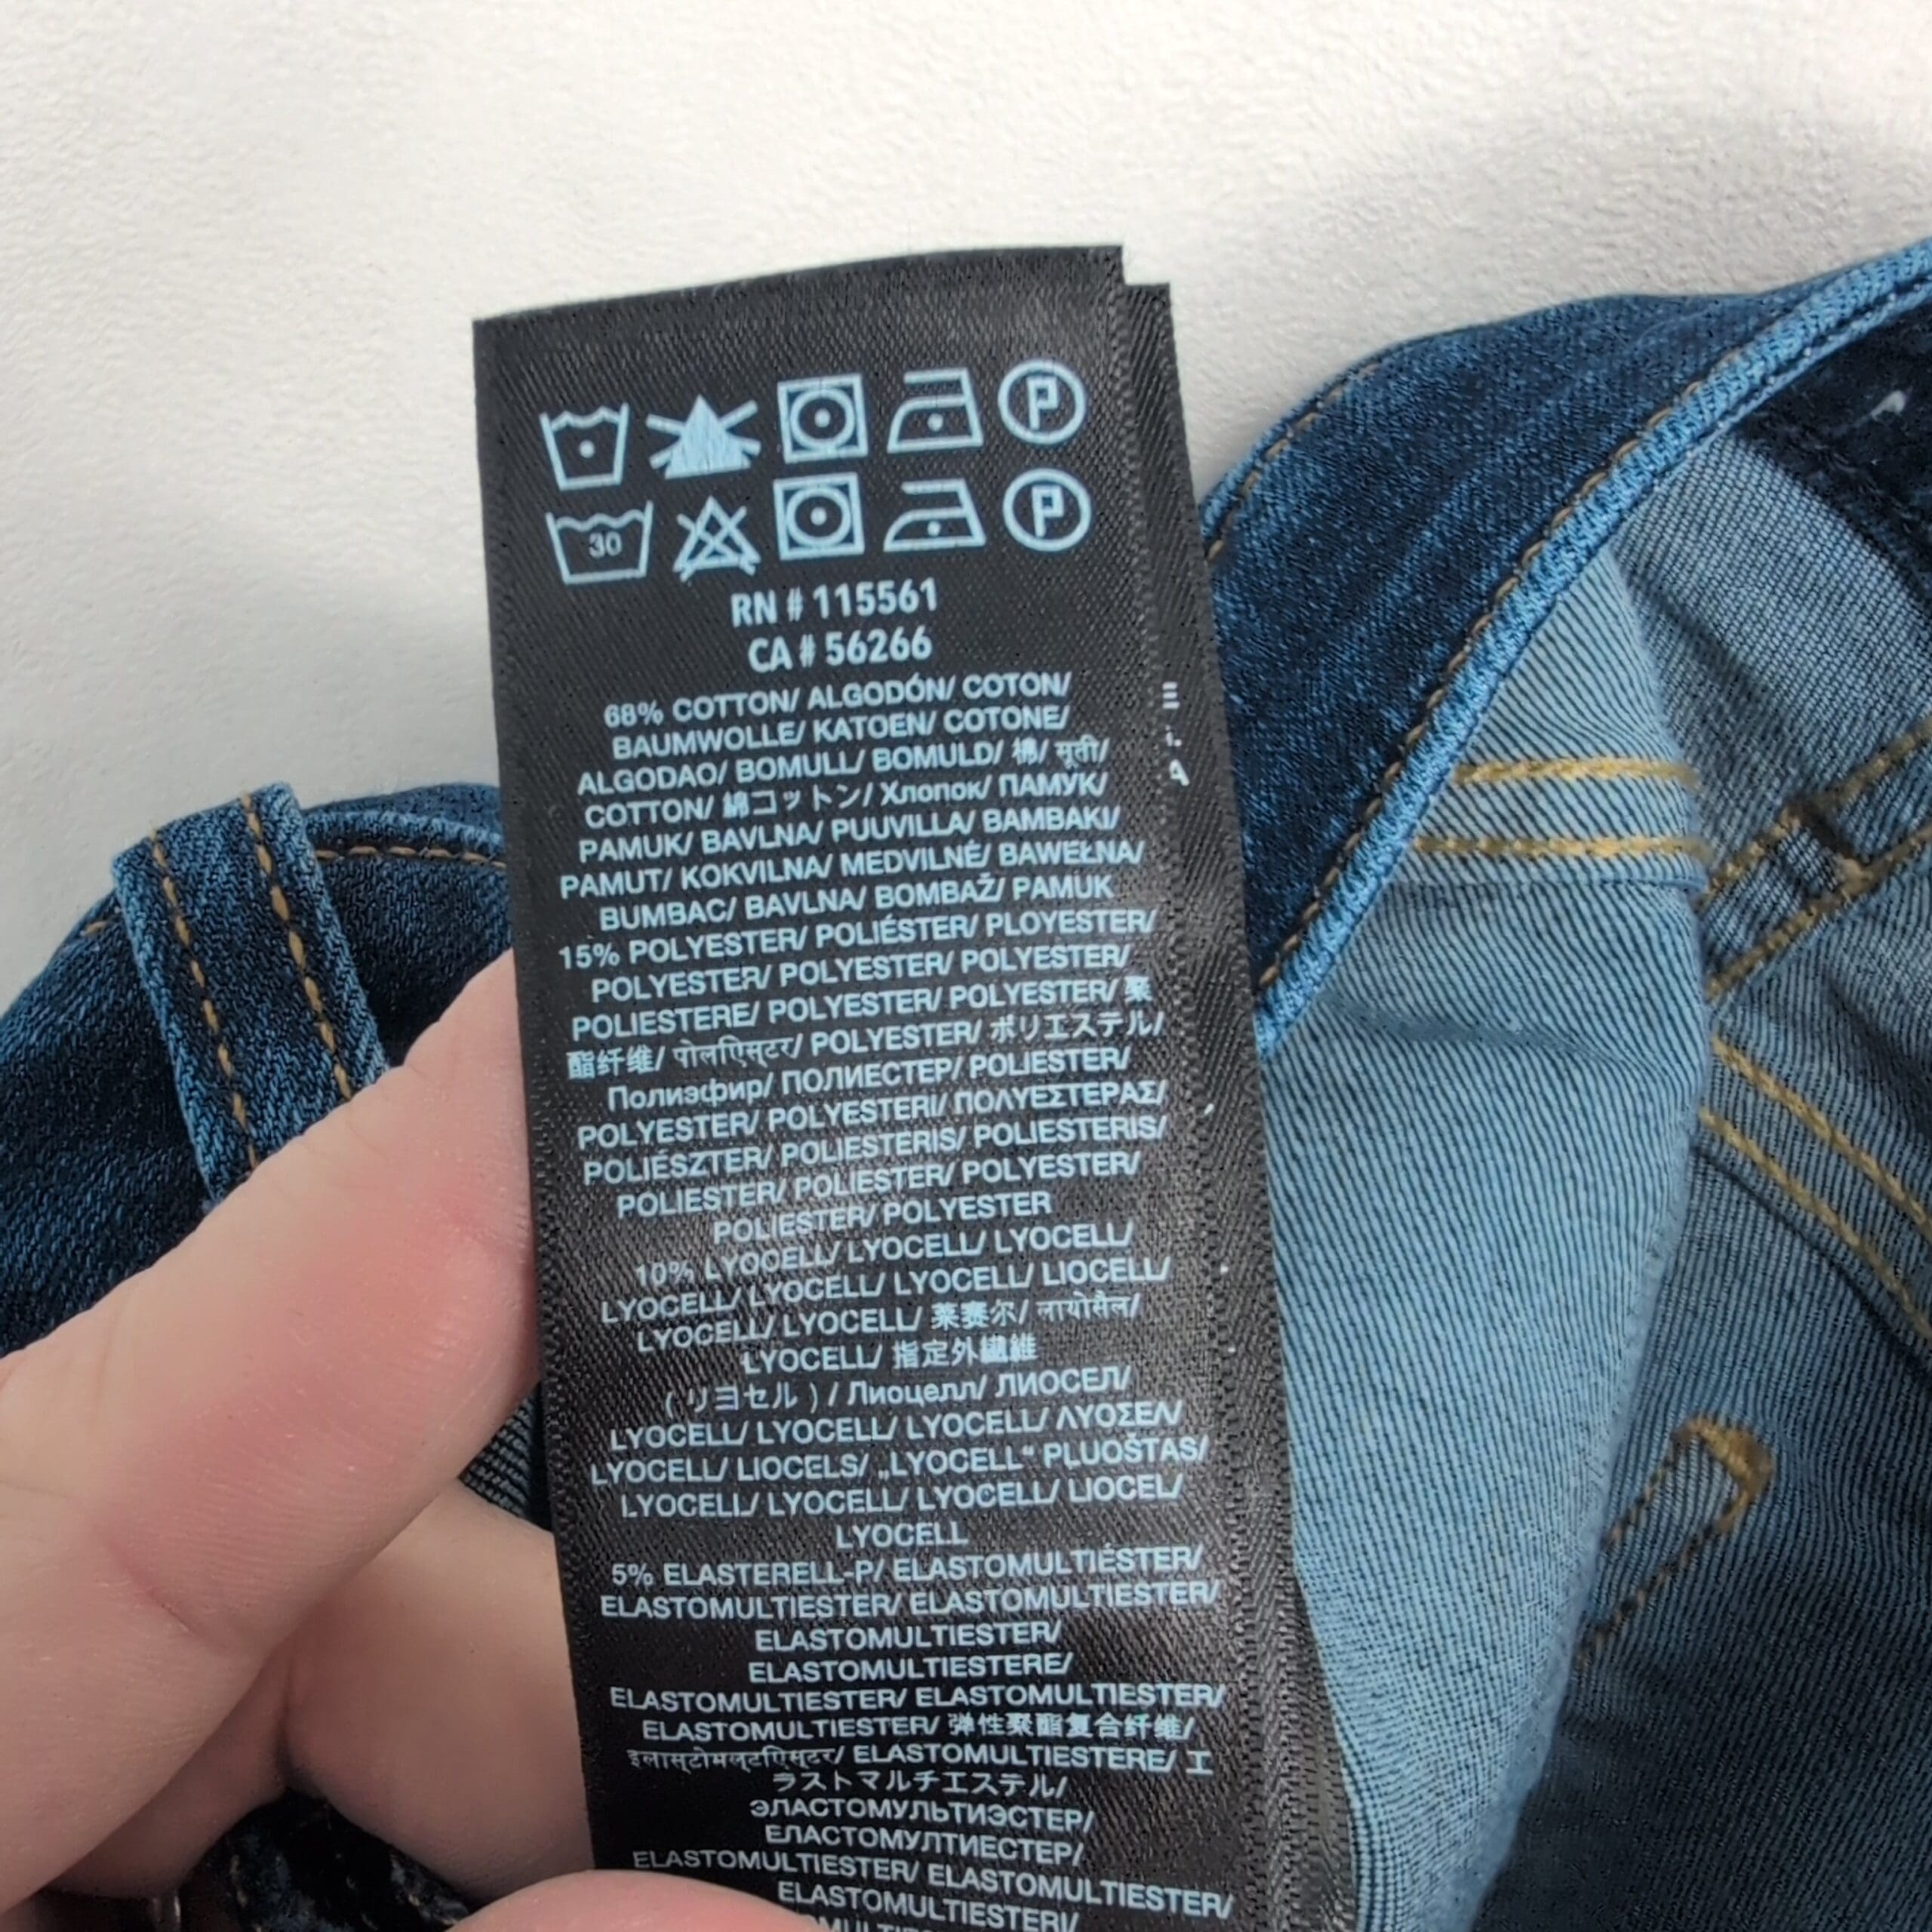 30
RN # 115561
CA # 56266
68% COTTON/ ALGODÓN/ COTON/
BAUMWOLLE/ KATOEN/ COTONE/
ALGODAO/ BOMULL/ BOMULD/ 棉/ सूती/
COTTON/ 綿コットン/ Хлопок/ ПАМУК/
PAMUK/ BAVLNA/ PUUVILLA/ BAMBAKI/
PAMUT/ KOKVILNA/ MEDVILNÉ/ BAWEŁNA/
BUMBAC/ BAVLNA/ BOMBAŽ/ PAMUK
15% POLYESTER/ POLIÉSTER/ PLOYESTER/
POLYESTER/ POLYESTER/ POLYESTER/
POLIESTERE/ POLYESTER/ POLYESTER/ 聚
酯纤维/ पोलएिस्टर/ POLYESTER/ ポリエステル/
Полиэфир/ ПОЛИЕСТЕР/ POLIESTER/
POLYESTER/ POLYESTERI/ ΠΟΛΥΕΣΤΕΡΑΣ/
POLIÉSZTER/ POLIESTERIS/ POLIESTERIS/
POLIESTER/ POLIESTER/ POLYESTER/
POLIESTER/ POLYESTER
10% LYOCELL/ LYOCELL/ LYOCELL/
LYOCELL/ LYOCELL/ LYOCELL/ LIOCELL/
LYOCELL/ LYOCELL/ 莱赛尔/ लायोसेल/
LYOCELL/ 指定外繊維
(リヨセル)/ Лиоцелл/ ЛИОСЕЛ/
LYOCELL/ LYOCELL/ LYOCELL/ ΛΥΟΣΕΛ/
LYOCELL/ LIOCELS/ „LYOCELL“ PLUOŠTAS/
LYOCELL/ LYOCELL/ LYOCELL/ LIOCEL/
LYOCELL
5% ELASTERELL-P/ ELASTOMULTIÉSTER/
ELASTOMULTIESTER/ ELASTOMULTIESTER/
ELASTOMULTIESTER/
ELASTOMULTIESTERE/
ELASTOMULTIESTER/ ELASTOMULTIESTER/
ELASTOMULTIESTER/ 弹性聚酯复合纤维/
इलास्टोमल्टएिस्टर/ ELASTOMULTIESTERE/ エ
ラストマルチエステル/
ЭЛАСТОМУЛЬТИЭСТЕР/
ЕЛАСТОМУЛТИЕСТЕР/
ELASTOMULTIESTER/ ELASTOMULTIESTER/
ELASTOMULTIESTERI/